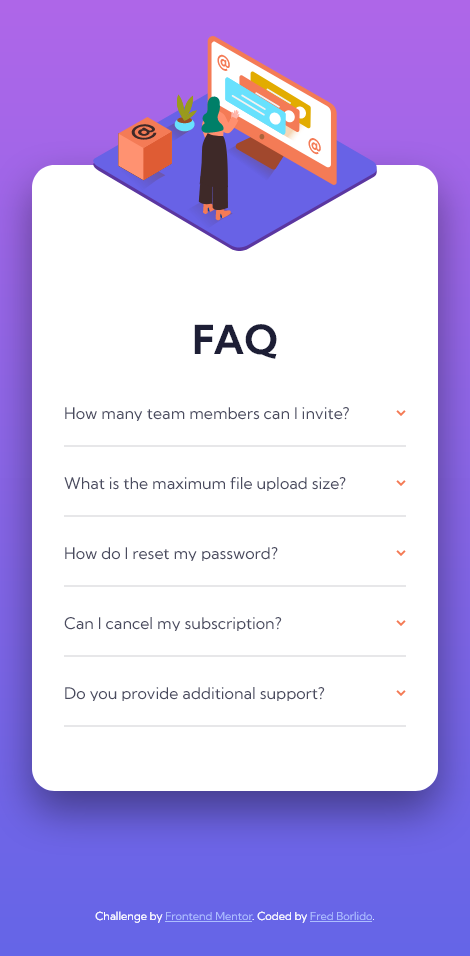 @
@
@
FAQ
How many team members can I invite?
What is the maximum file upload size?
How do I reset my password?
Can I cancel my subscription?
Do you provide additional support?
Challenge by Frontend Mentor. Coded by Fred Borlido.